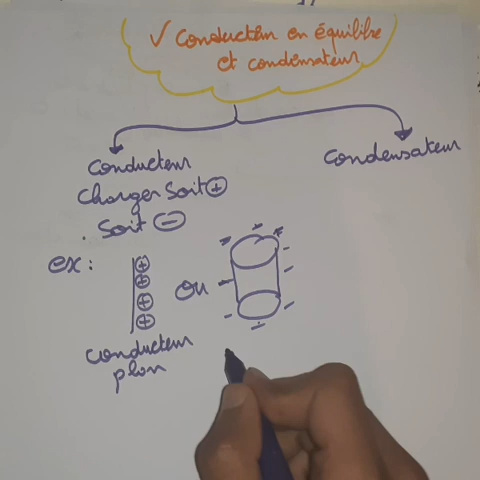 ✓ Conducteur en équilibre
et condensateur
Conducteur
Charger soit ⊕
soit ⊖
Condensateur
ex:
⊕
⊕
⊕
⊕
ou
conducteur
plan